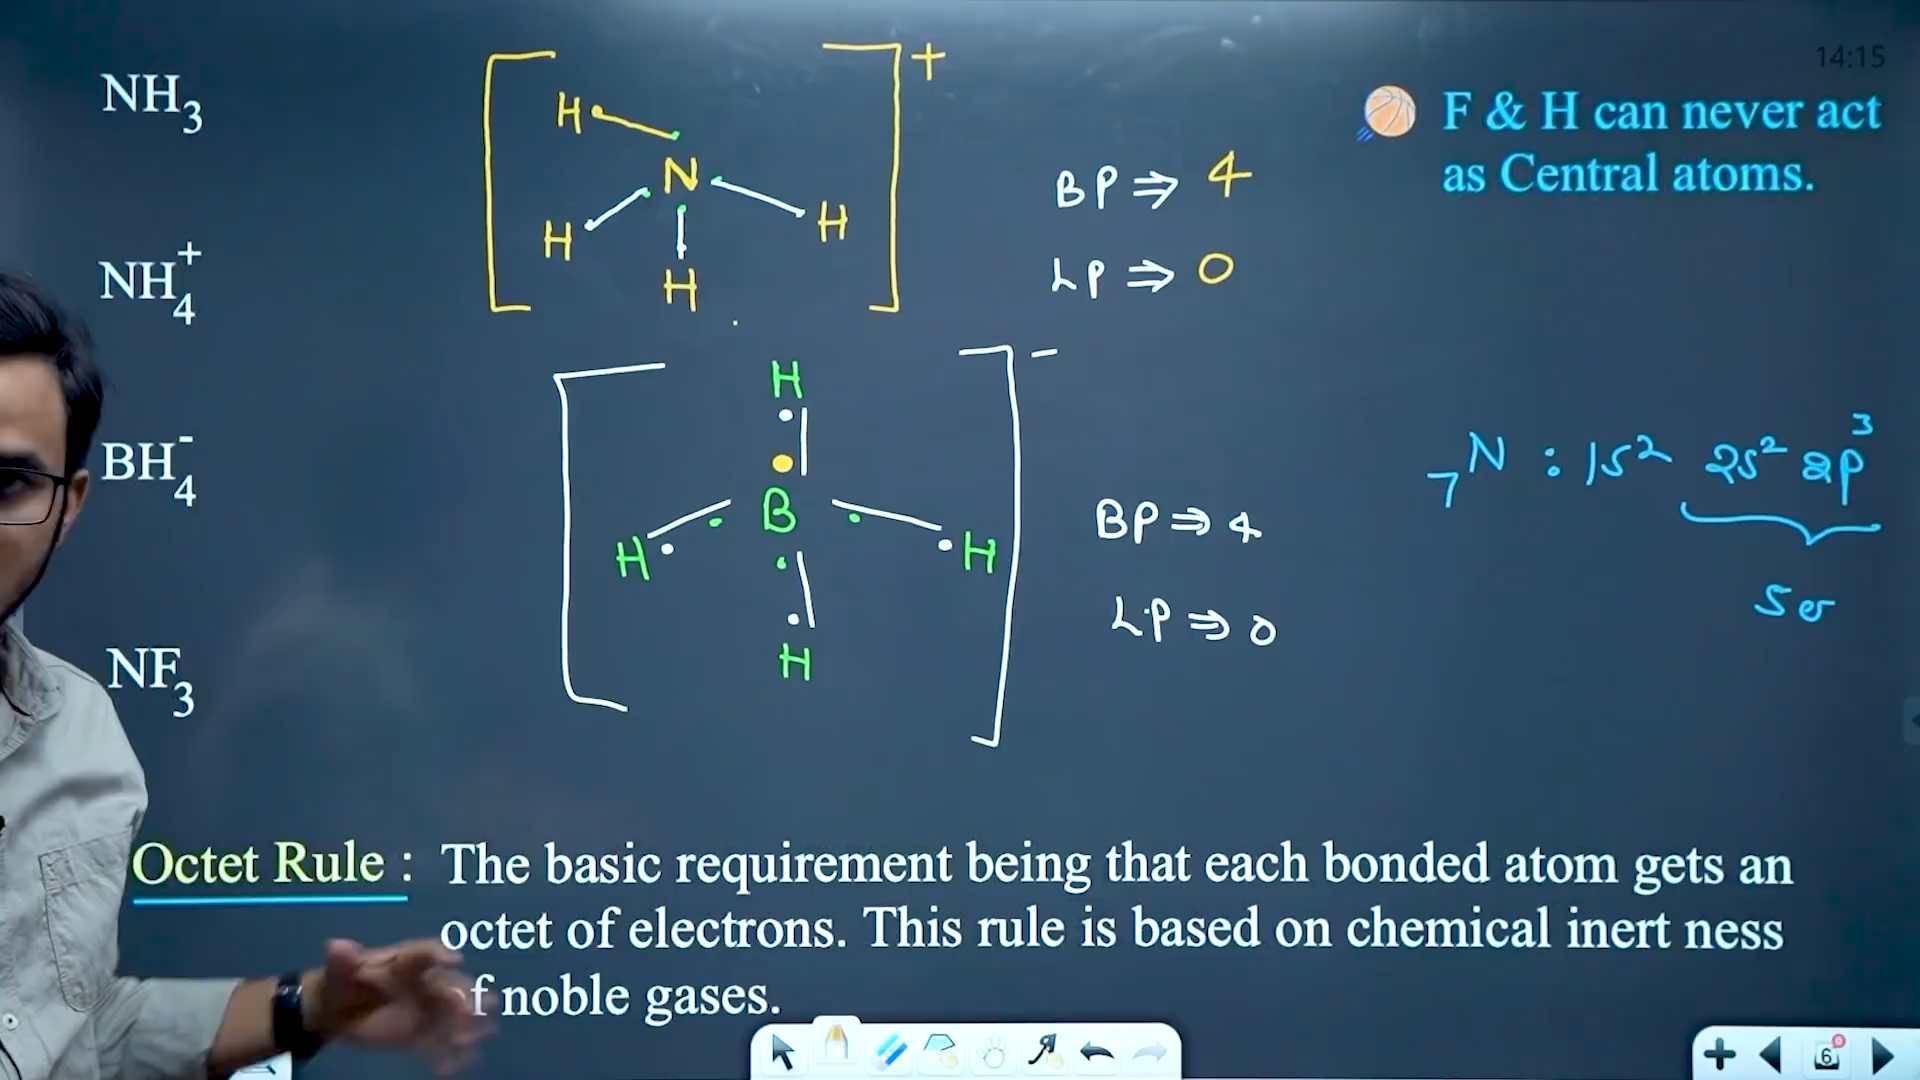 14:15
NH₃
NH₄⁺
BH₄⁻
NF₃
+
H
N
H
H
H
BP ⇒ 4
LP ⇒ 0
F & H can never act
as Central atoms.
−
H
B
H
H
H
BP ⇒ 4
LP ⇒ 0
₇N : 1s² 2s² 2p³
Octet Rule : The basic requirement being that each bonded atom gets an
octet of electrons. This rule is based on chemical inert ness
of noble gases.
6